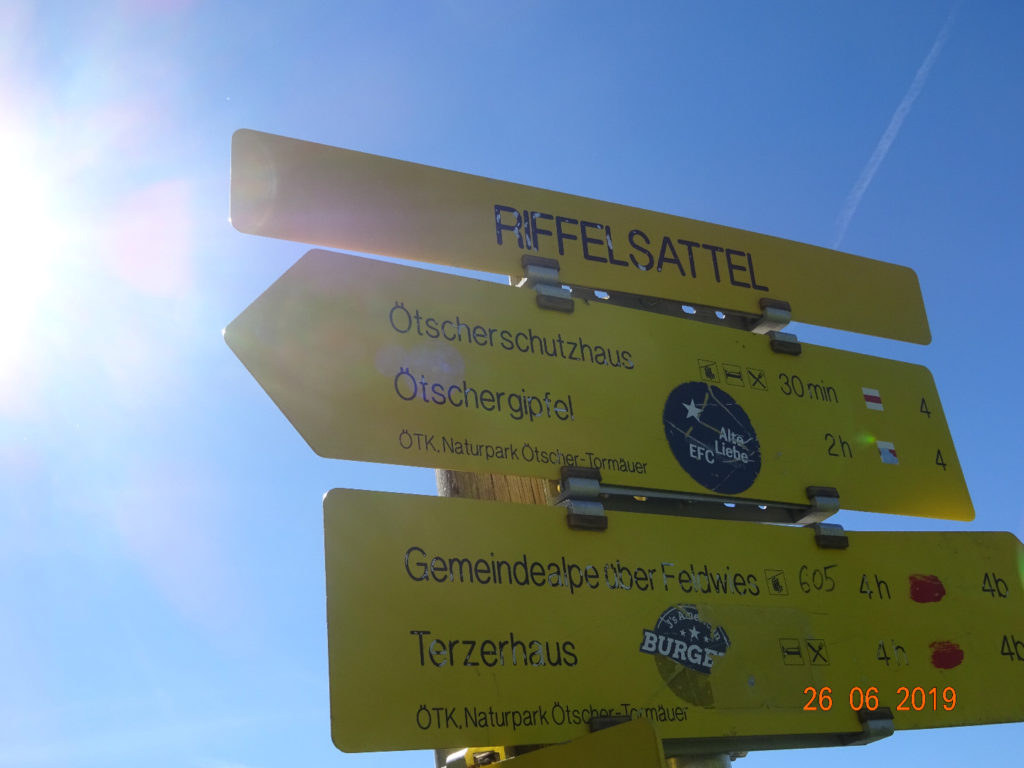 RIFFELSATTEL
Ötscherschutzhaus 30 min 4
Ötschergipfel 2h 4
ÖTK, Naturpark Ötscher-Tormäuer
Alte
Liebe
EFC
Gemeindealpe über Feldwies 605 4h 4b
J's
BURGE
Terzerhaus 4h 4b
ÖTK, Naturpark Ötscher-Tormäuer
26 06 2019